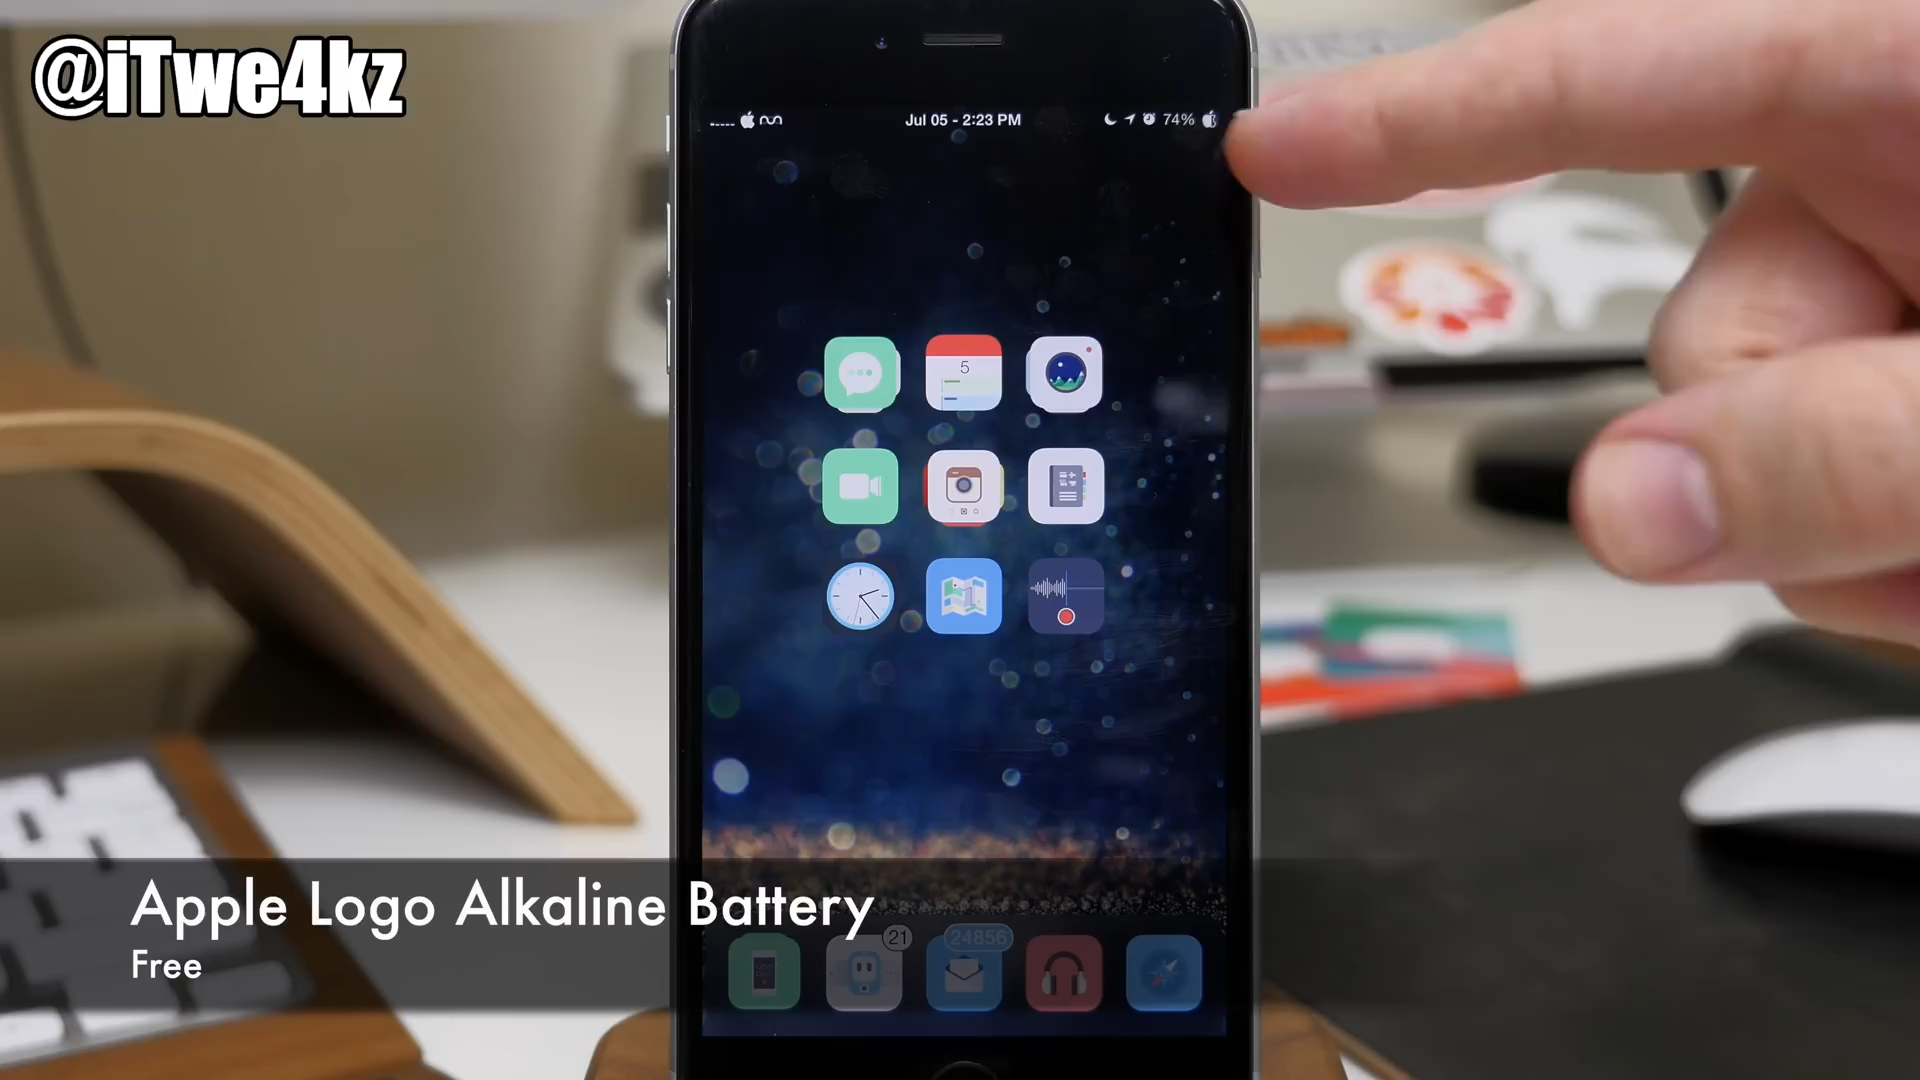 @iTwe4kz
Jul 05 - 2:23 PM
74%
5
21
24856
Apple Logo Alkaline Battery
Free